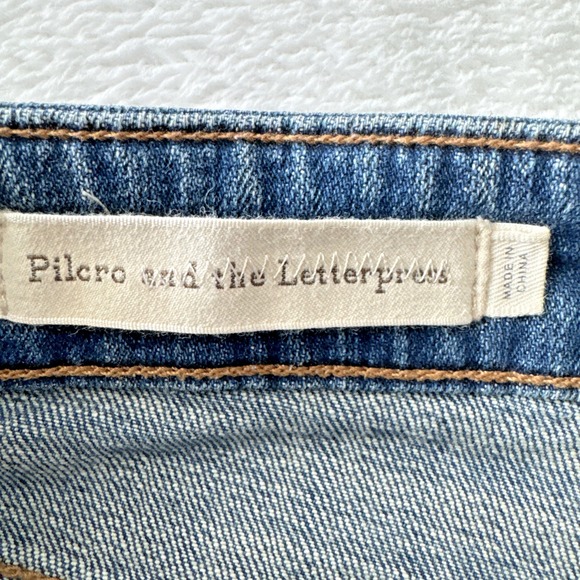 Pilcro and the Letterpress
MADE IN
CHINA